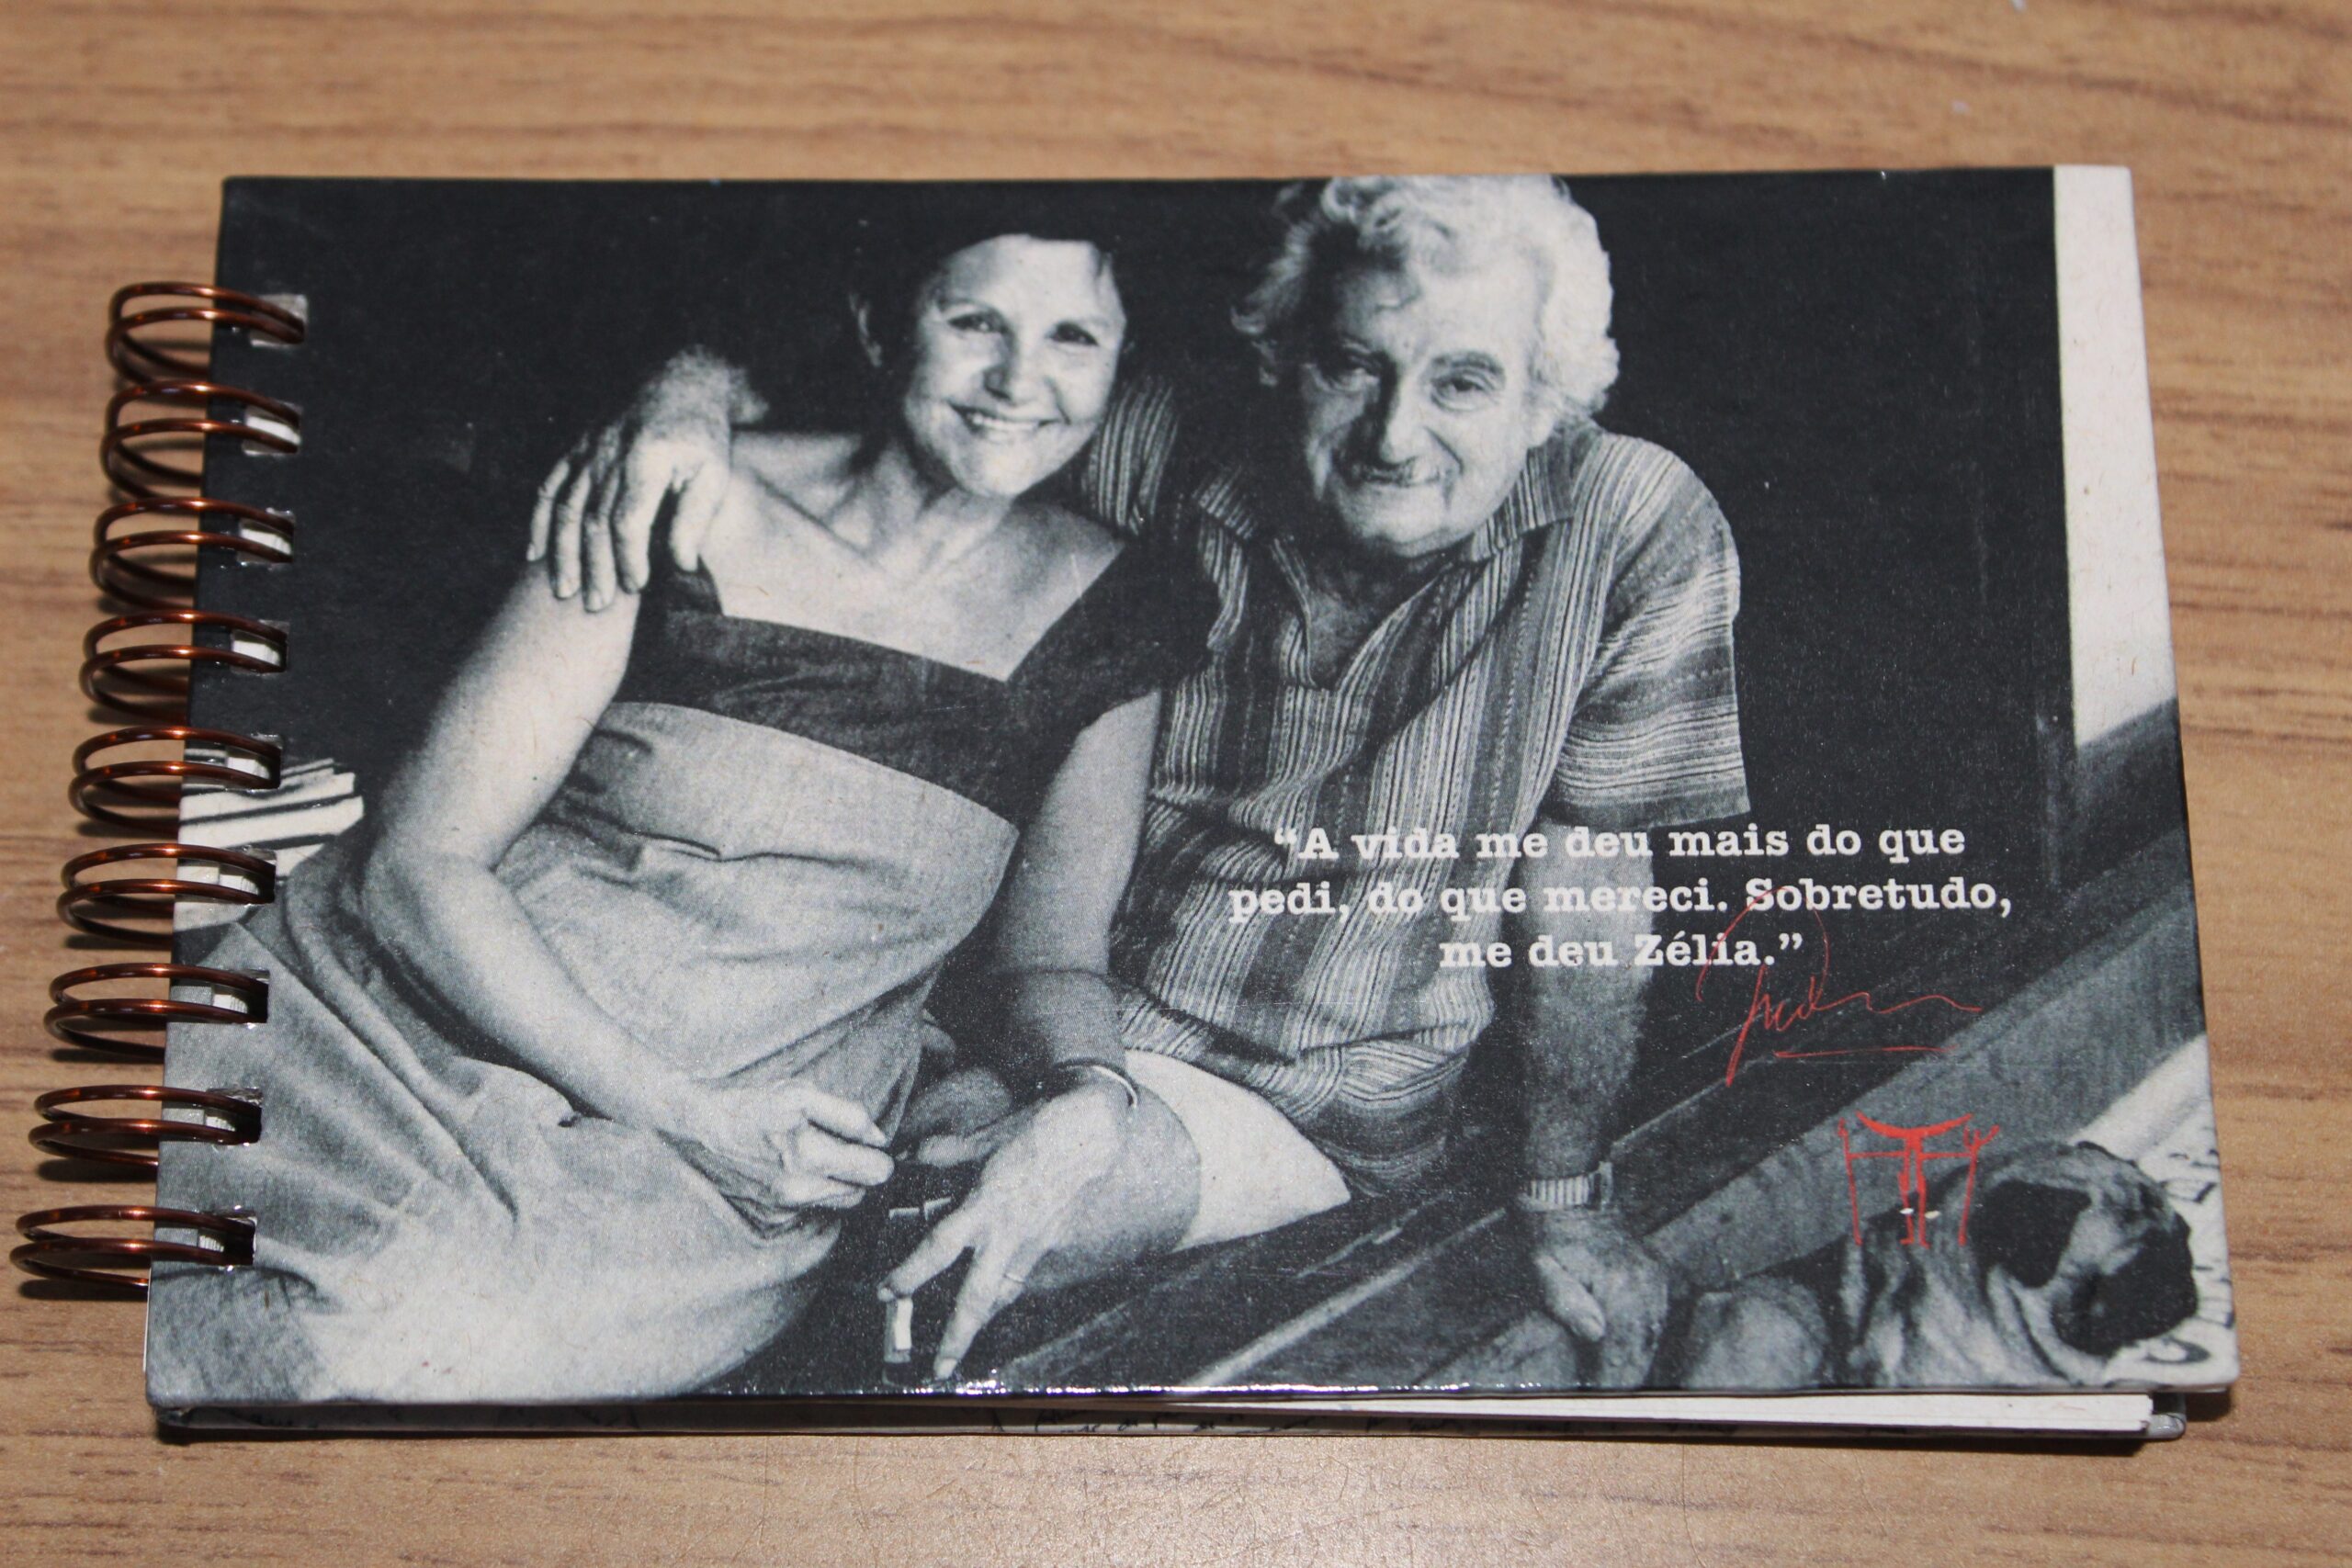 “A vida me deu mais do que
pedi, do que mereci. Sobretudo,
me deu Zélia.”